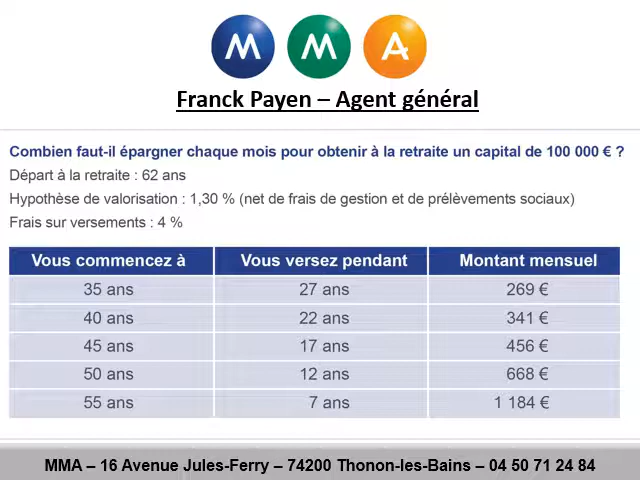 M M A
Franck Payen – Agent général
Combien faut-il épargner chaque mois pour obtenir à la retraite un capital de 100 000 € ?
Départ à la retraite : 62 ans
Hypothèse de valorisation : 1,30 % (net de frais de gestion et de prélèvements sociaux)
Frais sur versements : 4 %
Vous commencez à Vous versez pendant Montant mensuel
35 ans 27 ans 269 €
40 ans 22 ans 341 €
45 ans 17 ans 456 €
50 ans 12 ans 668 €
55 ans 7 ans 1 184 €
MMA – 16 Avenue Jules-Ferry – 74200 Thonon-les-Bains – 04 50 71 24 84